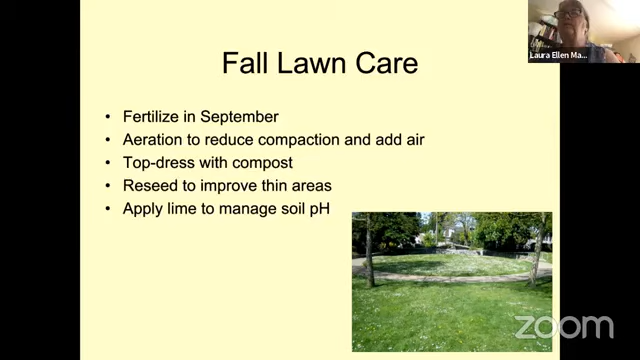 Fall Lawn Care
Laura Ellen Ma...
• Fertilize in September
• Aeration to reduce compaction and add air
• Top-dress with compost
• Reseed to improve thin areas
• Apply lime to manage soil pH
zoom